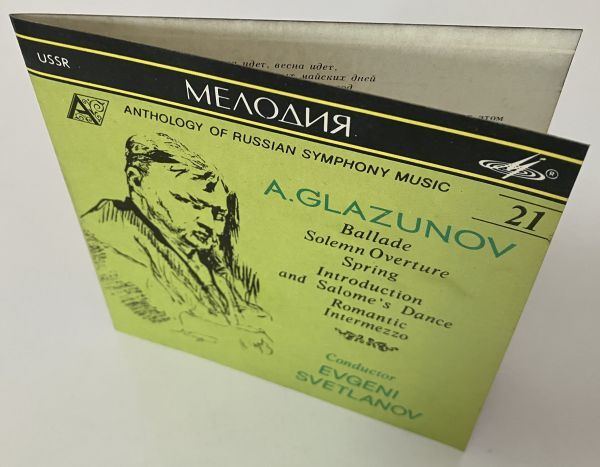 идет, весна идет,
майских дней
USSR
МЕЛОДИЯ
A
ANTHOLOGY OF RUSSIAN SYMPHONY MUSIC
®
21
A.GLAZUNOV
Ballade
Solemn Overture
Spring
Introduction
and Salome's Dance
Romantic
Intermezzo
Conductor
EVGENI
SVETLANOV